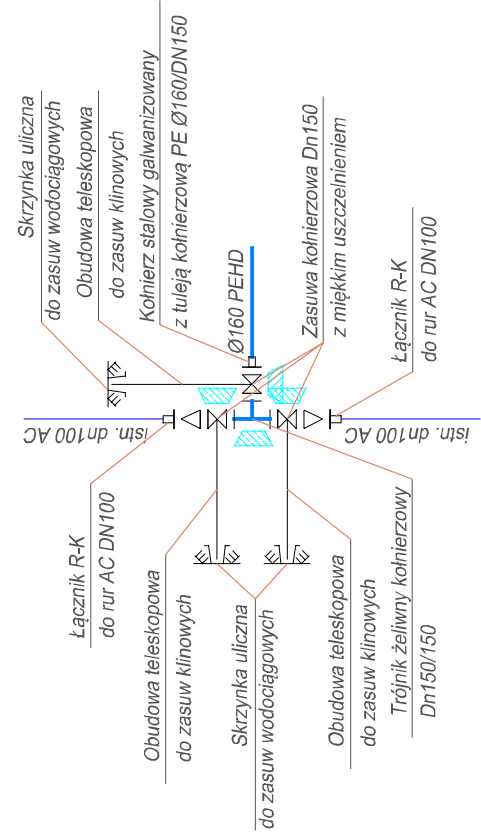 Skrzynka uliczna
do zasuw wodociągowych
Obudowa teleskopowa
do zasuw klinowych
Kołnierz stalowy galwanizowany
z tuleją kołnierzową PE Ø160/DN150
Ø160 PEHD
Zasuwa kołnierzowa Dn150
z miękkim uszczelnieniem
Łącznik R-K
do rur AC DN100
istn. dn100 AC
istn. dn100 AC
Łącznik R-K
do rur AC DN100
Obudowa teleskopowa
do zasuw klinowych
Skrzynka uliczna
do zasuw wodociągowych
Obudowa teleskopowa
do zasuw klinowych
Trójnik żeliwny kołnierzowy
Dn150/150